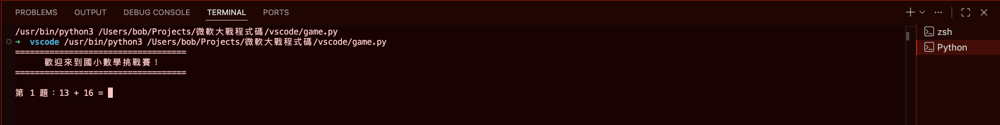 PROBLEMS OUTPUT DEBUG CONSOLE TERMINAL PORTS
/usr/bin/python3 /Users/bob/Projects/微軟大戰程式碼/vscode/game.py
➜ vscode /usr/bin/python3 /Users/bob/Projects/微軟大戰程式碼/vscode/game.py
===================================
歡迎來到國小數學挑戰賽！
===================================
第 1 題：13 + 16 =
zsh
Python